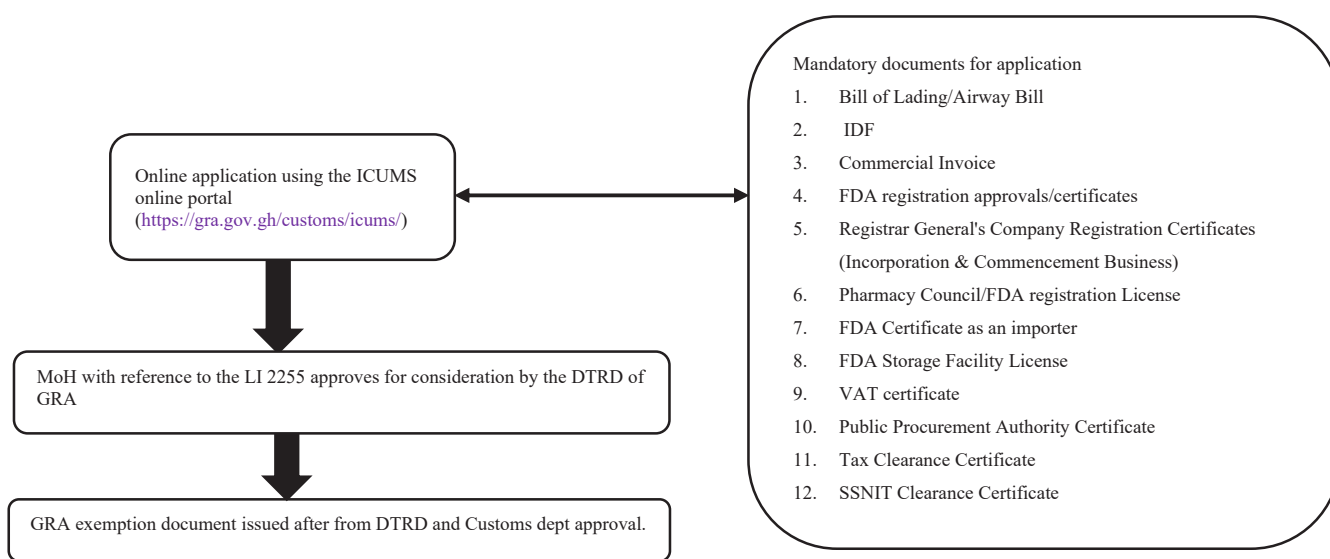 Online application using the ICUMS
online portal
(https://gra.gov.gh/customs/icums/)
MoH with reference to the LI 2255 approves for consideration by the DTRD of
GRA
GRA exemption document issued after from DTRD and Customs dept approval.
Mandatory documents for application
1. Bill of Lading/Airway Bill
2. IDF
3. Commercial Invoice
4. FDA registration approvals/certificates
5. Registrar General's Company Registration Certificates
(Incorporation & Commencement Business)
6. Pharmacy Council/FDA registration License
7. FDA Certificate as an importer
8. FDA Storage Facility License
9. VAT certificate
10. Public Procurement Authority Certificate
11. Tax Clearance Certificate
12. SSNIT Clearance Certificate